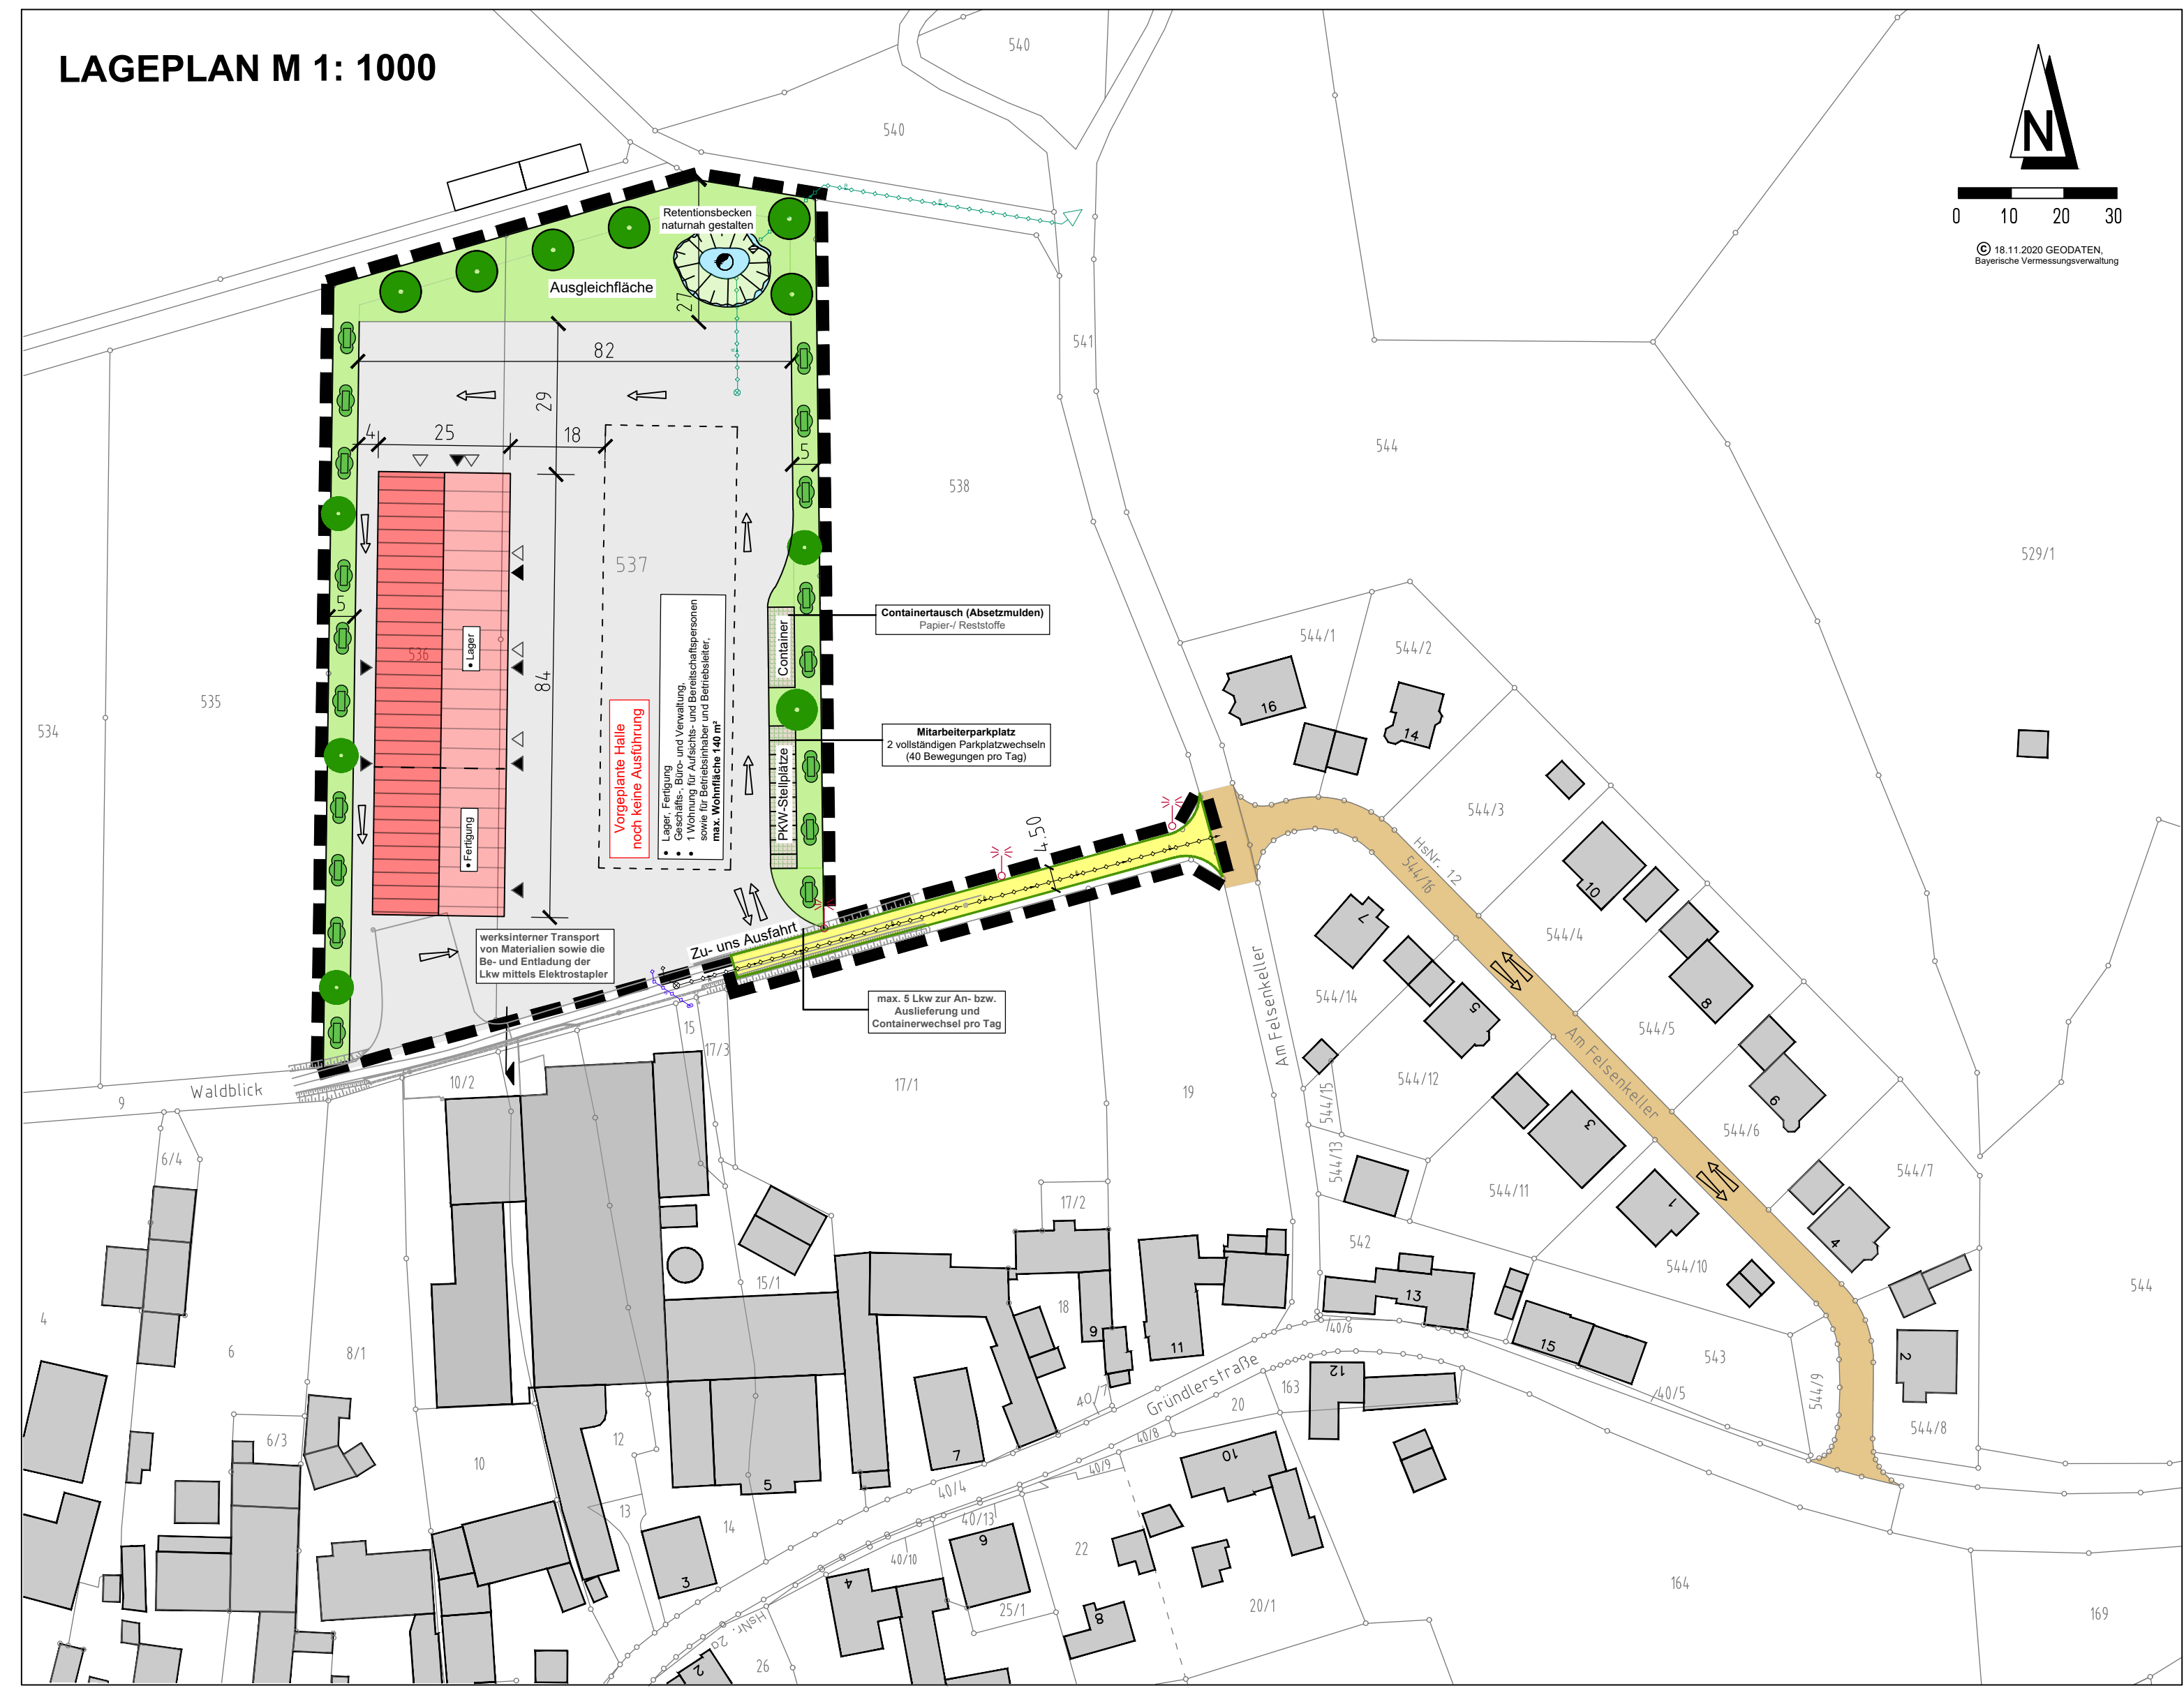 LAGEPLAN M 1: 1000
N
0 10 20 30
© 18.11.2020 GEODATEN,
Bayerische Vermessungsverwaltung
540
540
Retentionsbecken
naturnah gestalten
Ausgleichfläche
27
82
29
4
25
18
5
5
84
541
544
538
529/1
537
536
535
534
• Lager
• Fertigung
Vorgeplante Halle
noch keine Ausführung
• Lager, Fertigung
• Geschäfts-, Büro- und Verwaltung,
• 1 Wohnung für Aufsichts- und Bereitschaftspersonen
sowie für Betriebsinhaber und Betriebsleiter,
max. Wohnfläche 140 m²
Container
PKW-Stellplätze
Containertausch (Absetzmulden)
Papier-/ Reststoffe
Mitarbeiterparkplatz
2 vollständigen Parkplatzwechseln
(40 Bewegungen pro Tag)
4.50
Zu- uns Ausfahrt
werksinterner Transport
von Materialien sowie die
Be- und Entladung der
Lkw mittels Elektrostapler
max. 5 Lkw zur An- bzw.
Auslieferung und
Containerwechsel pro Tag
544/1
544/2
16
14
544/3
HsNr. 12
544/16
10
544/4
7
544/14
5
8
544/5
Am Felsenkeller
Am Felsenkeller
544/12
544/15
544/13
3
6
544/6
544/7
544/11
1
4
544/10
544
542
13
15
543
544/9
2
544/8
Waldblick
9
10/2
15
17/3
17/1
19
6/4
17/2
15/1
18
9
11
4
6
8/1
6/3
10
12
13
14
5
7
3
40/7
Gründlerstraße
40/6
40/5
12
163
20
40/8
40/9
40/4
40/13
40/10
10
6
22
4
25/1
8
20/1
HsNr. 2a
2
26
164
169